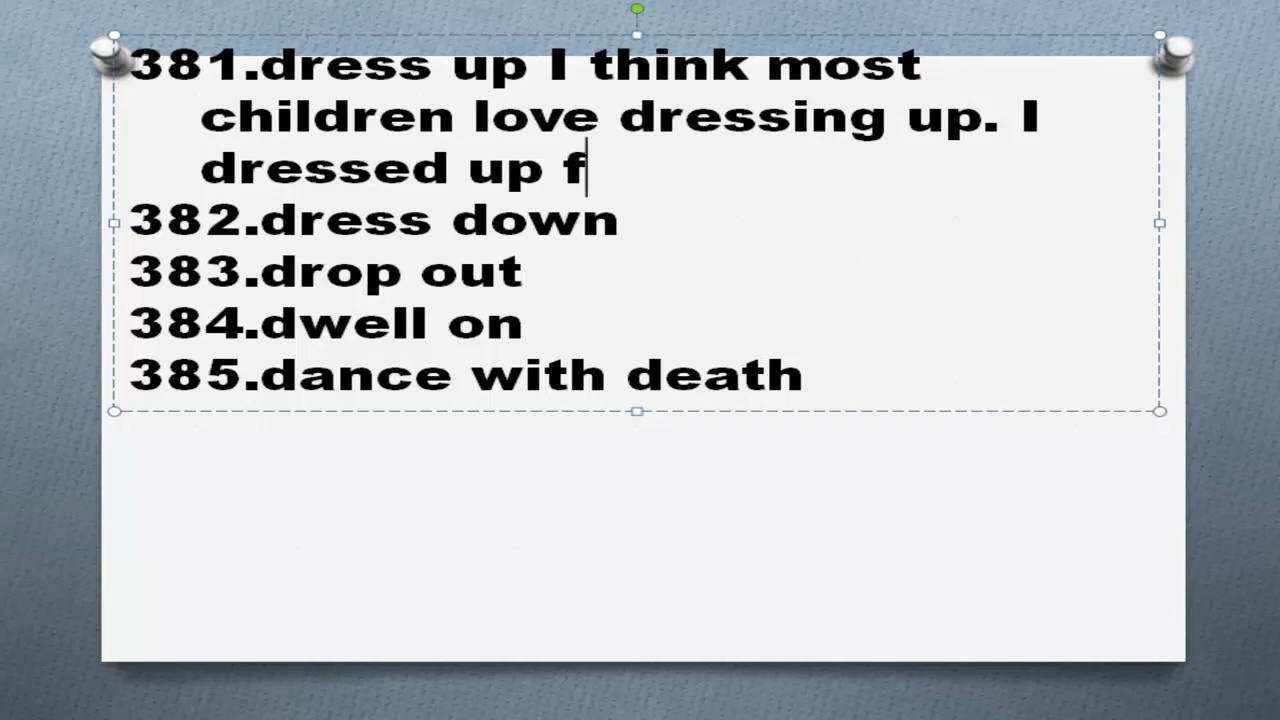 381.dress up I think most
children love dressing up. I
dressed up f
382.dress down
383.drop out
384.dwell on
385.dance with death